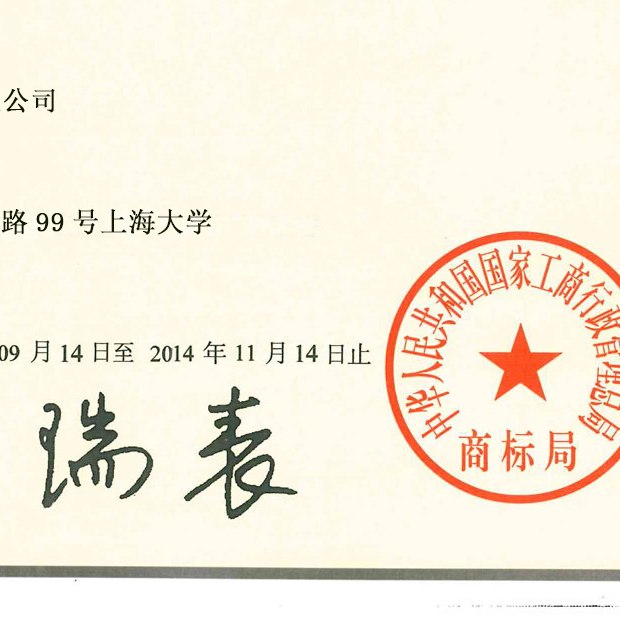 公司
路 99 号上海大学
09 月 14 日至 2014 年 11 月 14 日止
瑞表
中华人民共和国国家工商行政管理总局
商标局